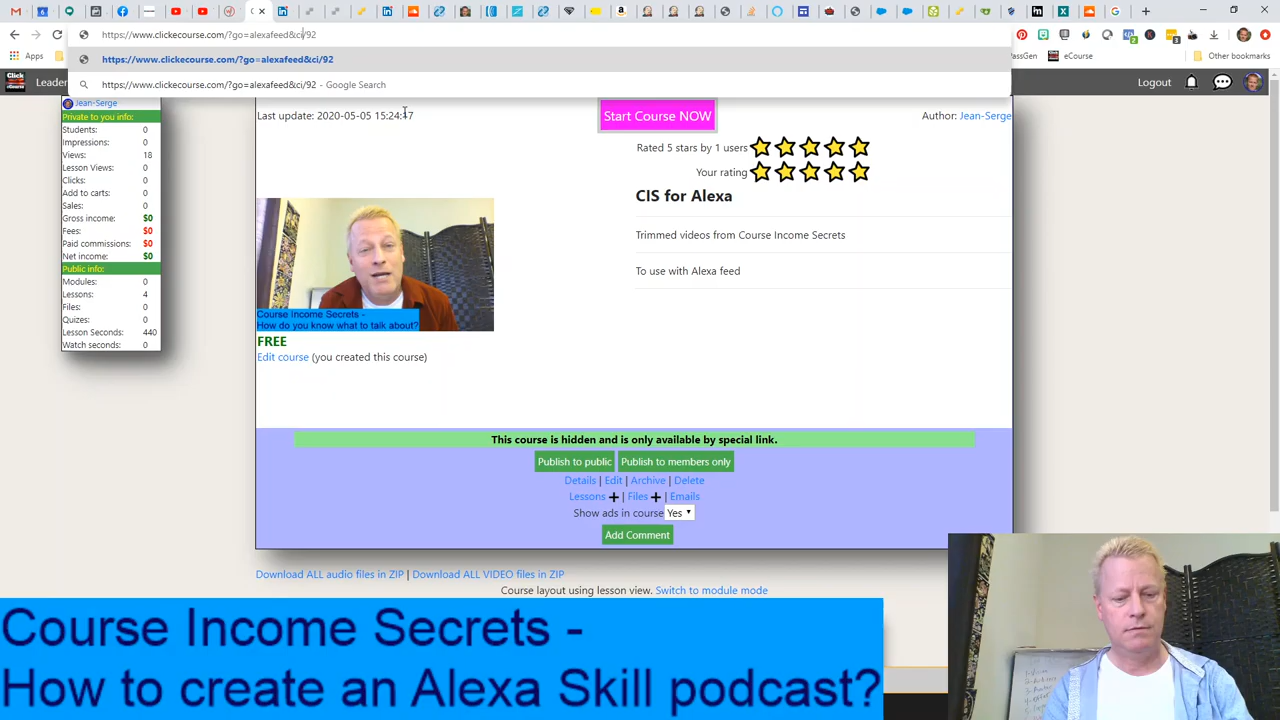 https://www.clickecourse.com/?go=alexafeed&ci/92
https://www.clickecourse.com/?go=alexafeed&ci/92
https://www.clickecourse.com/?go=alexafeed&ci/92 - Google Search
Apps
PassGen
eCourse
Other bookmarks
Click eCourse
Leader
Logout
Jean-Serge
Private to you info:
Students: 0
Impressions: 0
Views: 18
Lesson Views: 0
Clicks: 0
Add to carts: 0
Sales: 0
Gross income: $0
Fees: $0
Paid commissions: $0
Net income: $0
Public info:
Modules: 0
Lessons: 4
Files: 0
Quizes: 0
Lesson Seconds: 440
Watch seconds: 0
Last update: 2020-05-05 15:24:17
Start Course NOW
Author: Jean-Serge
Rated 5 stars by 1 users
Your rating
CIS for Alexa
Trimmed videos from Course Income Secrets
To use with Alexa feed
Course Income Secrets -
How do you know what to talk about?
FREE
Edit course (you created this course)
This course is hidden and is only available by special link.
Publish to public Publish to members only
Details | Edit | Archive | Delete
Lessons + | Files + | Emails
Show ads in course Yes
Add Comment
Download ALL audio files in ZIP | Download ALL VIDEO files in ZIP
Course layout using lesson view. Switch to module mode
Course Income Secrets -
How to create an Alexa Skill podcast?